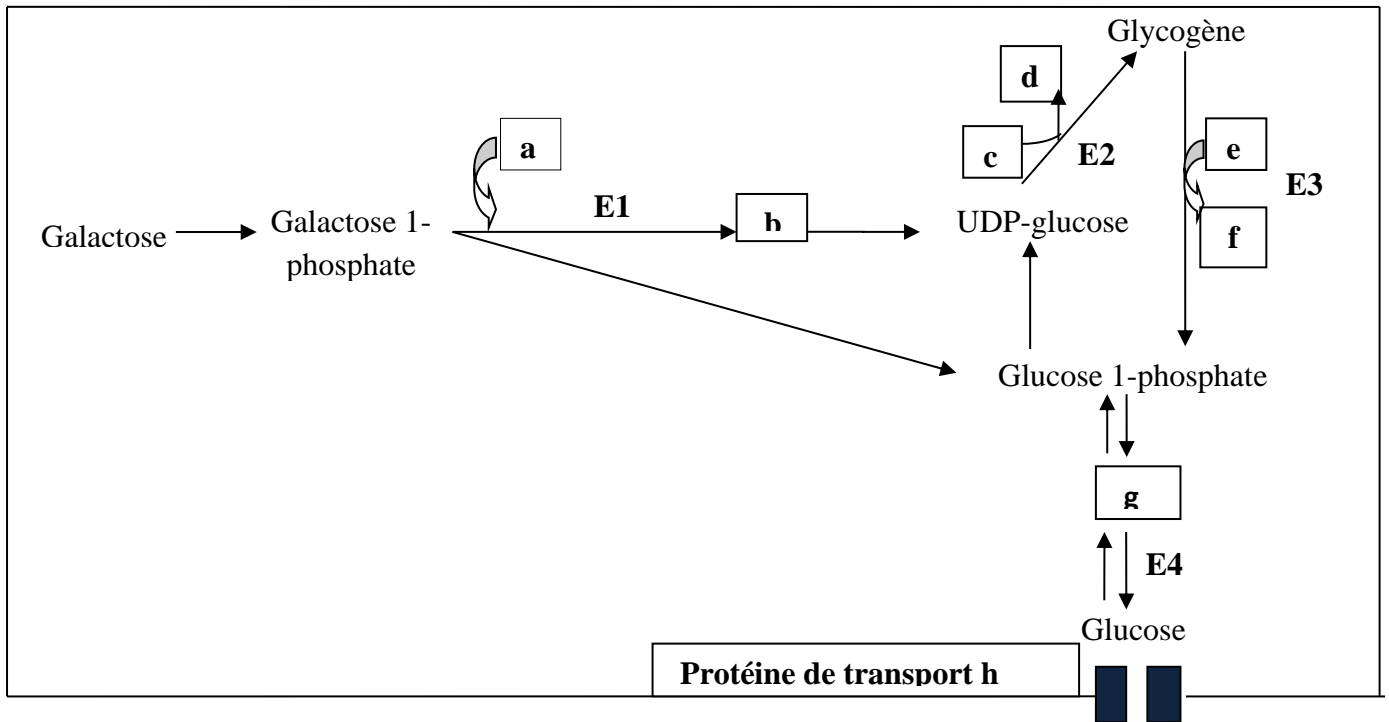 Glycogène
d
a
c
E2
e
E3
E1
Galactose
Galactose 1-
phosphate
b
UDP-glucose
f
Glucose 1-phosphate
g
E4
Glucose
Protéine de transport h